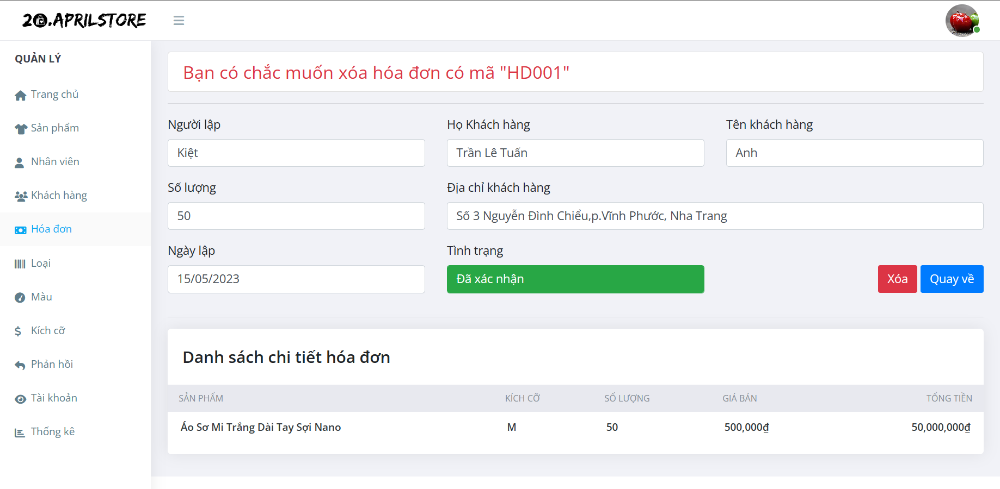 20.APRILSTORE
QUẢN LÝ
Trang chủ
Sản phẩm
Nhân viên
Khách hàng
Hóa đơn
Loại
Màu
Kích cỡ
Phản hồi
Tài khoản
Thống kê
Bạn có chắc muốn xóa hóa đơn có mã "HD001"
Người lập
Họ Khách hàng
Tên khách hàng
Kiệt
Trần Lê Tuấn
Anh
Số lượng
Địa chỉ khách hàng
50
Số 3 Nguyễn Đình Chiểu,p.Vĩnh Phước, Nha Trang
Ngày lập
Tình trạng
15/05/2023
Đã xác nhận
Xóa
Quay về
Danh sách chi tiết hóa đơn
SẢN PHẨM KÍCH CỠ SỐ LƯỢNG GIÁ BÁN TỔNG TIỀN
Áo Sơ Mi Trắng Dài Tay Sợi Nano M 50 500,000₫ 50,000,000₫